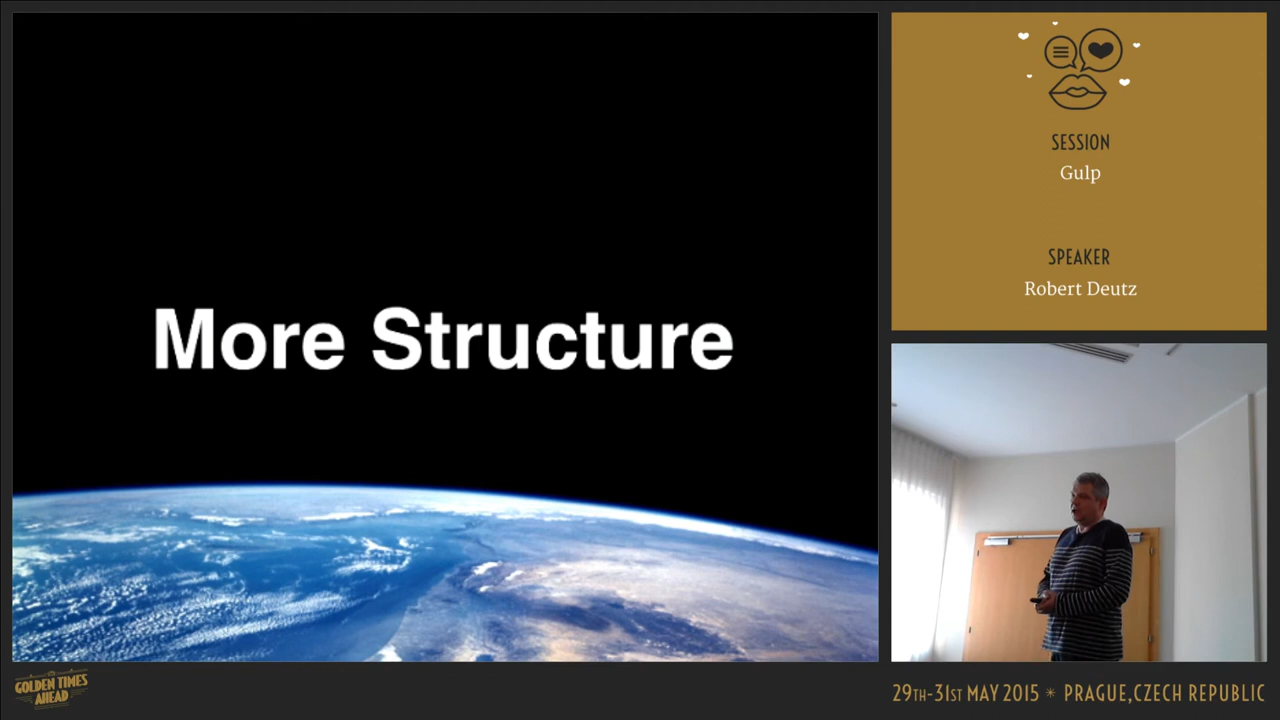 More Structure
SESSION
Gulp
SPEAKER
Robert Deutz
GOLDEN TIMES
AHEAD
29TH-31ST MAY 2015 * PRAGUE, CZECH REPUBLIC